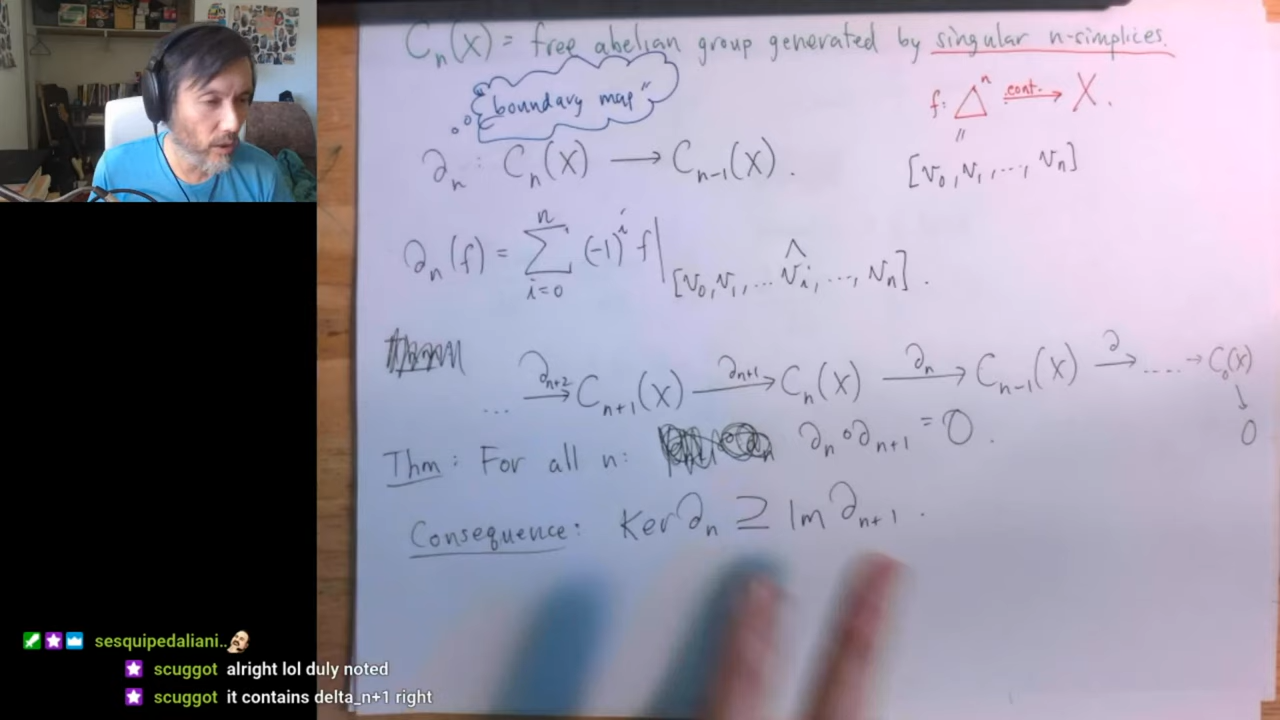 Cₙ(X) = free abelian group generated by singular n-simplices.
"boundary map"
f: Δⁿ cont.→ X.
∂ₙ : Cₙ(X) → Cₙ₋₁(X).
"
[v₀, v₁, ..., vₙ]
∂ₙ(f) = Σᵢ₌₀ⁿ (-1)ⁱ f|[v₀, v₁, ... v̂ᵢ, ..., vₙ].
... ∂ₙ₊₂→ Cₙ₊₁(X) ∂ₙ₊₁→ Cₙ(X) ∂ₙ→ Cₙ₋₁(X) ∂→ ..... → C₀(X)
↓
0
Thm: For all n: ∂ₙ∘∂ₙ₊₁ = 0.
Consequence: Ker ∂ₙ ⊇ Im ∂ₙ₊₁.
sesquipedaliani..
scuggot alright lol duly noted
scuggot it contains delta_n+1 right